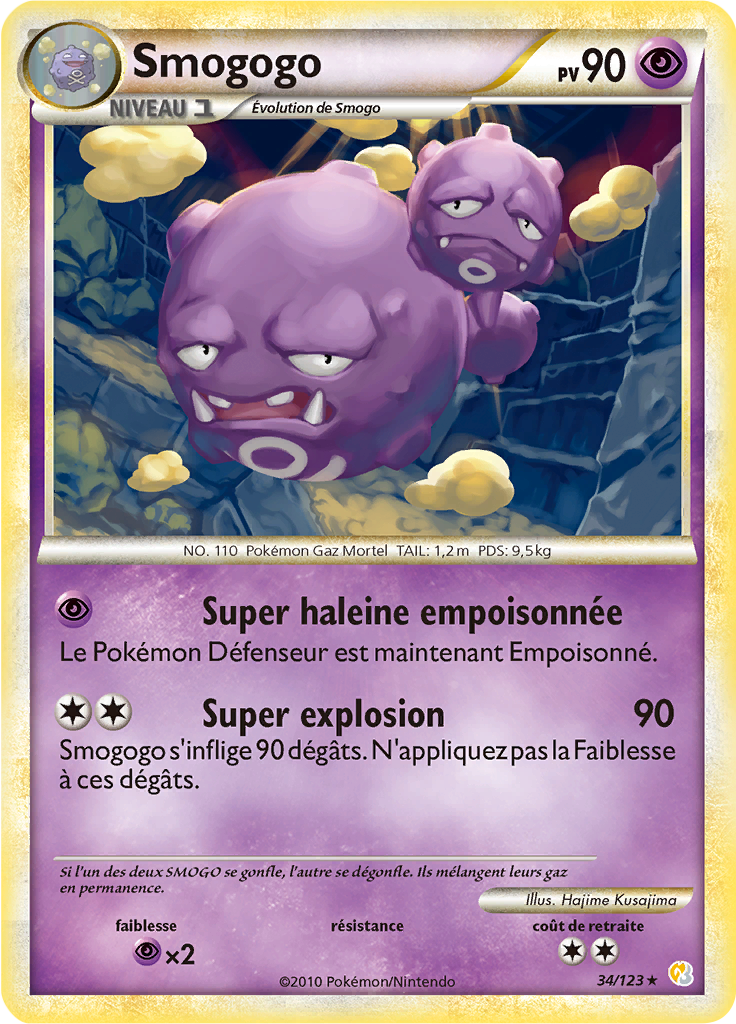 Smogogo
PV 90
NIVEAU 1
Évolution de Smogo
NO. 110 Pokémon Gaz Mortel TAIL: 1,2 m PDS: 9,5 kg
Super haleine empoisonnée
Le Pokémon Défenseur est maintenant Empoisonné.
Super explosion 90
Smogogo s'inflige 90 dégâts. N'appliquez pas la Faiblesse
à ces dégâts.
Si l'un des deux SMOGO se gonfle, l'autre se dégonfle. Ils mélangent leurs gaz
en permanence.
Illus. Hajime Kusajima
faiblesse résistance coût de retraite
×2
©2010 Pokémon/Nintendo
34/123 ★